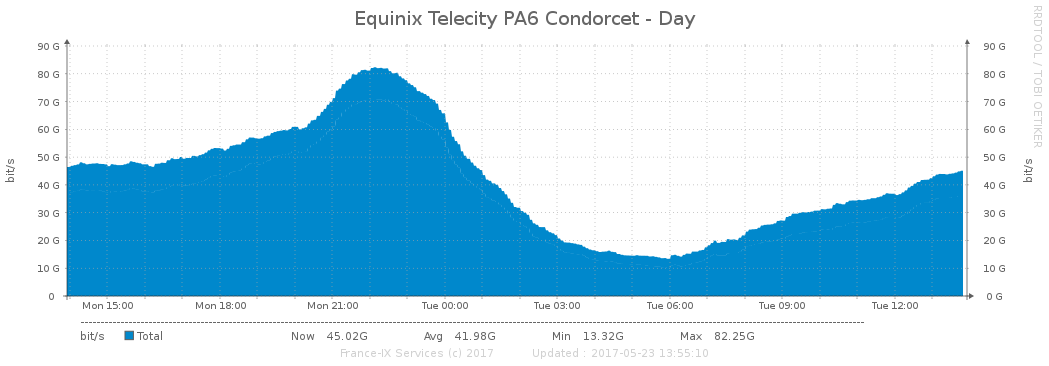 Equinix Telecity PA6 Condorcet - Day
RRDTOOL / TOBI OETIKER
90 G 90 G
80 G 80 G
70 G 70 G
60 G 60 G
50 G 50 G
40 G 40 G
30 G 30 G
20 G 20 G
10 G 10 G
0 0 G
bit/s bit/s
Mon 15:00 Mon 18:00 Mon 21:00 Tue 00:00 Tue 03:00 Tue 06:00 Tue 09:00 Tue 12:00
bit/s Total Now 45.02G Avg 41.98G Min 13.32G Max 82.25G
France-IX Services (c) 2017 Updated : 2017-05-23 13:55:10